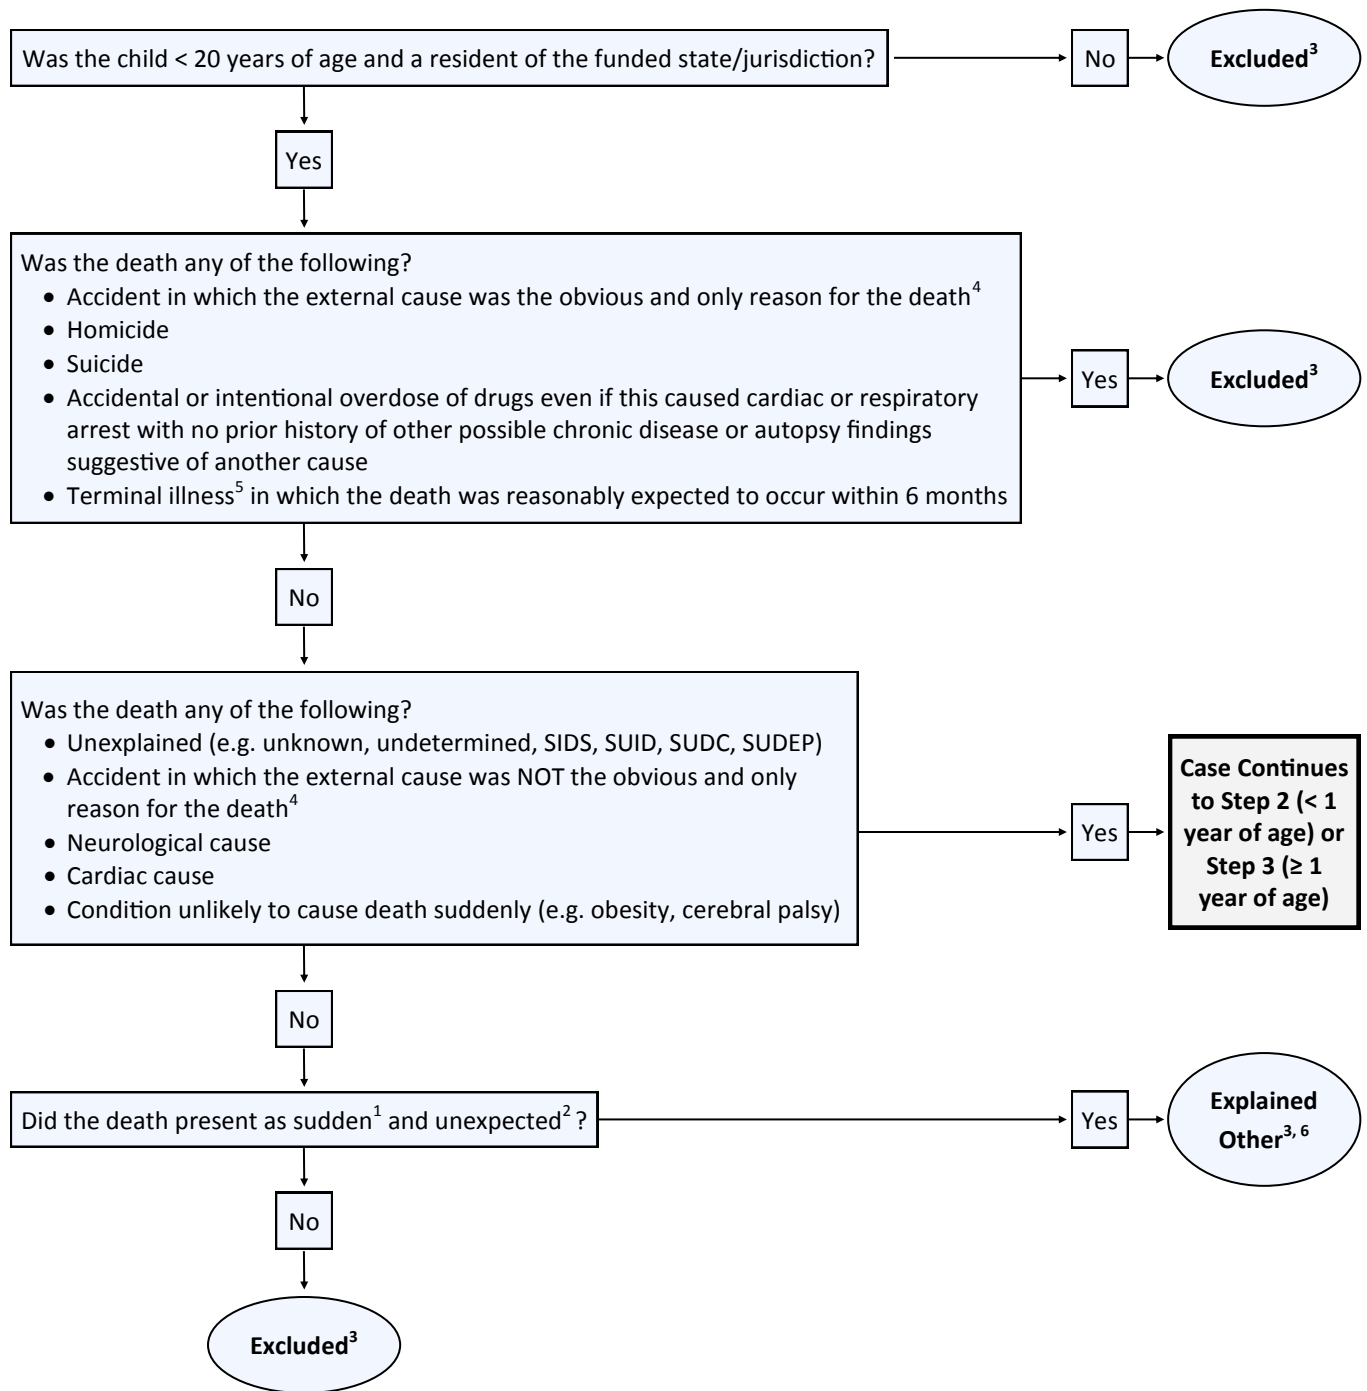 Was the child < 20 years of age and a resident of the funded state/jurisdiction?
No
Excluded³
Yes
Was the death any of the following?
• Accident in which the external cause was the obvious and only reason for the death⁴
• Homicide
• Suicide
• Accidental or intentional overdose of drugs even if this caused cardiac or respiratory
arrest with no prior history of other possible chronic disease or autopsy findings
suggestive of another cause
• Terminal illness⁵ in which the death was reasonably expected to occur within 6 months
Yes
Excluded³
No
Was the death any of the following?
• Unexplained (e.g. unknown, undetermined, SIDS, SUID, SUDC, SUDEP)
• Accident in which the external cause was NOT the obvious and only
reason for the death⁴
• Neurological cause
• Cardiac cause
• Condition unlikely to cause death suddenly (e.g. obesity, cerebral palsy)
Yes
Case Continues
to Step 2 (< 1
year of age) or
Step 3 (≥ 1
year of age)
No
Did the death present as sudden¹ and unexpected² ?
Yes
Explained
Other³, ⁶
No
Excluded³